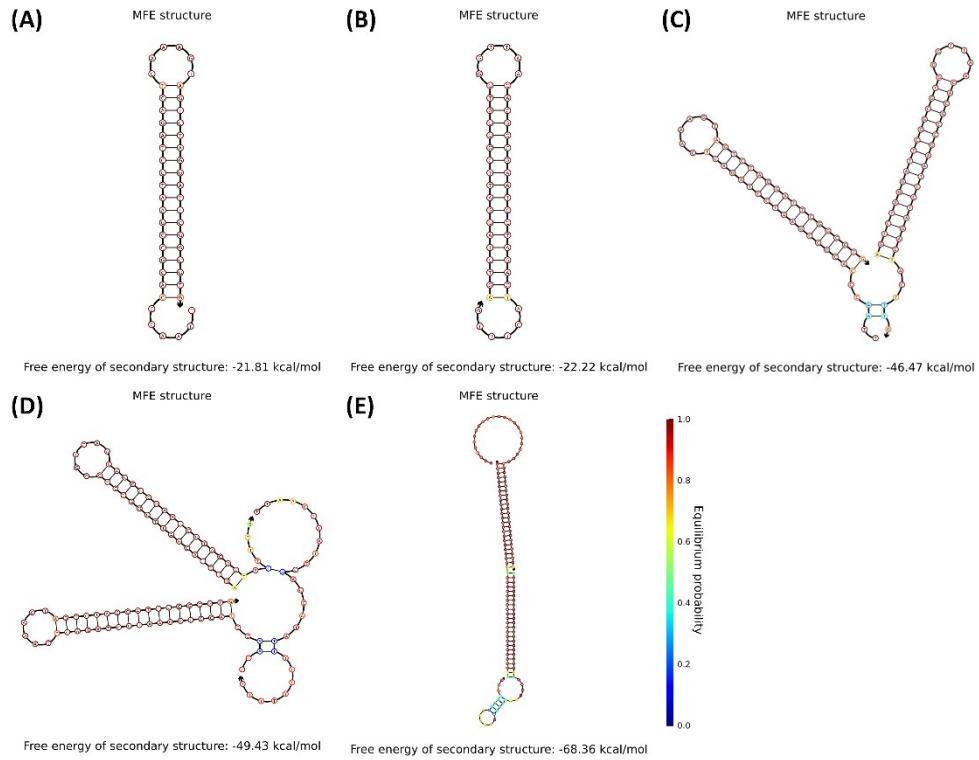 (A)
MFE structure
Free energy of secondary structure: -21.81 kcal/mol
(B)
MFE structure
Free energy of secondary structure: -22.22 kcal/mol
(C)
MFE structure
Free energy of secondary structure: -46.47 kcal/mol
(D)
MFE structure
Free energy of secondary structure: -49.43 kcal/mol
(E)
MFE structure
Free energy of secondary structure: -68.36 kcal/mol
1.0
0.8
0.6
0.4
0.2
0.0
Equilibrium probability